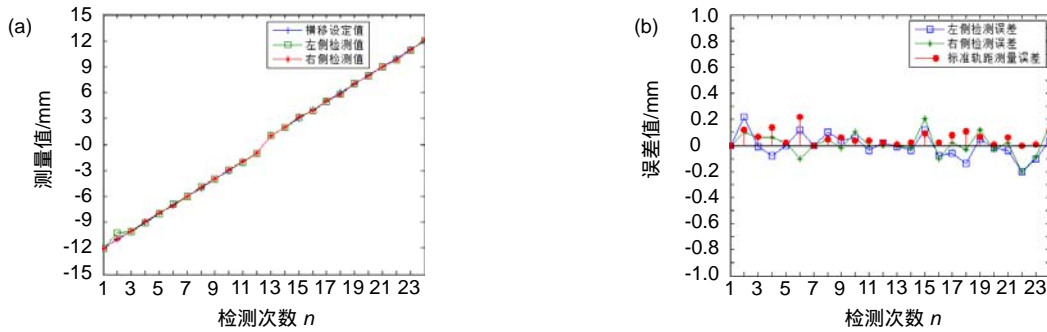 (a)
测量值/mm
15
12
9
6
3
-0
-3
-6
-9
-12
-15
横移设定值
左侧检测值
右侧检测值
1 3 5 7 9 11 13 15 17 19 21 23
检测次数 n
(b)
误差值/mm
1.0
0.8
0.6
0.4
0.2
0
-0.2
-0.4
-0.6
-0.8
-1.0
左侧检测误差
右侧检测误差
标准轨距测量误差
1 3 5 7 9 11 13 15 17 19 21 23
检测次数 n